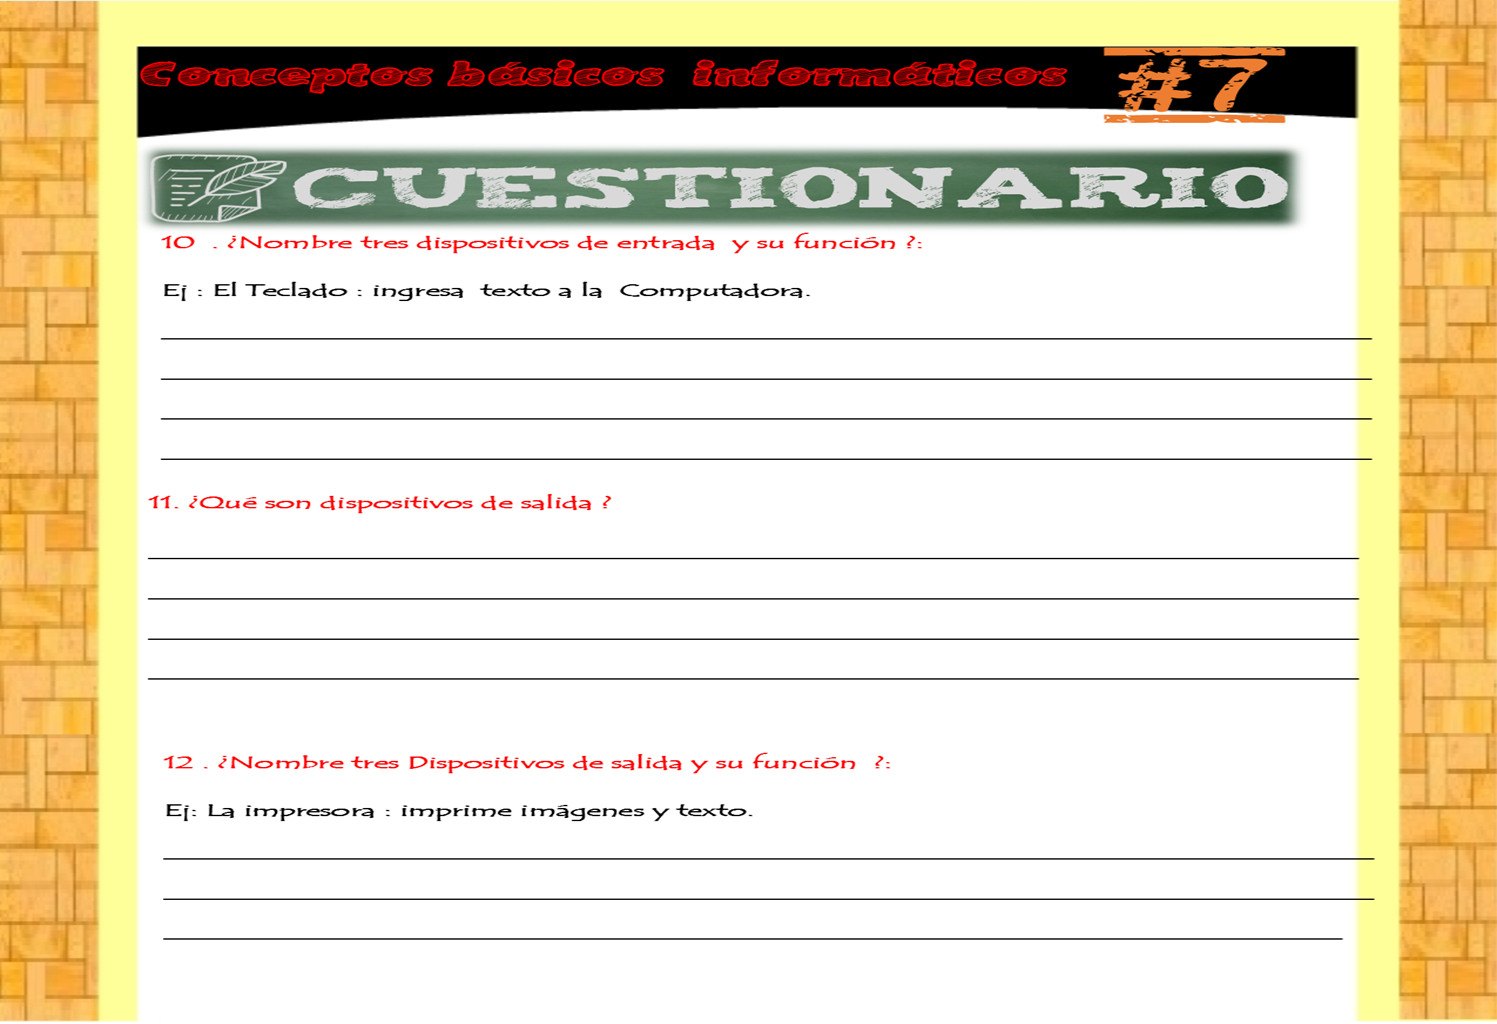 Conceptos básicos informáticos #7
CUESTIONARIO
10 . ¿Nombre tres dispositivos de entrada y su función ?:
Ej : El Teclado : ingresa texto a la Computadora.
11. ¿Qué son dispositivos de salida ?
12 . ¿Nombre tres Dispositivos de salida y su función ?:
Ej: La impresora : imprime imágenes y texto.